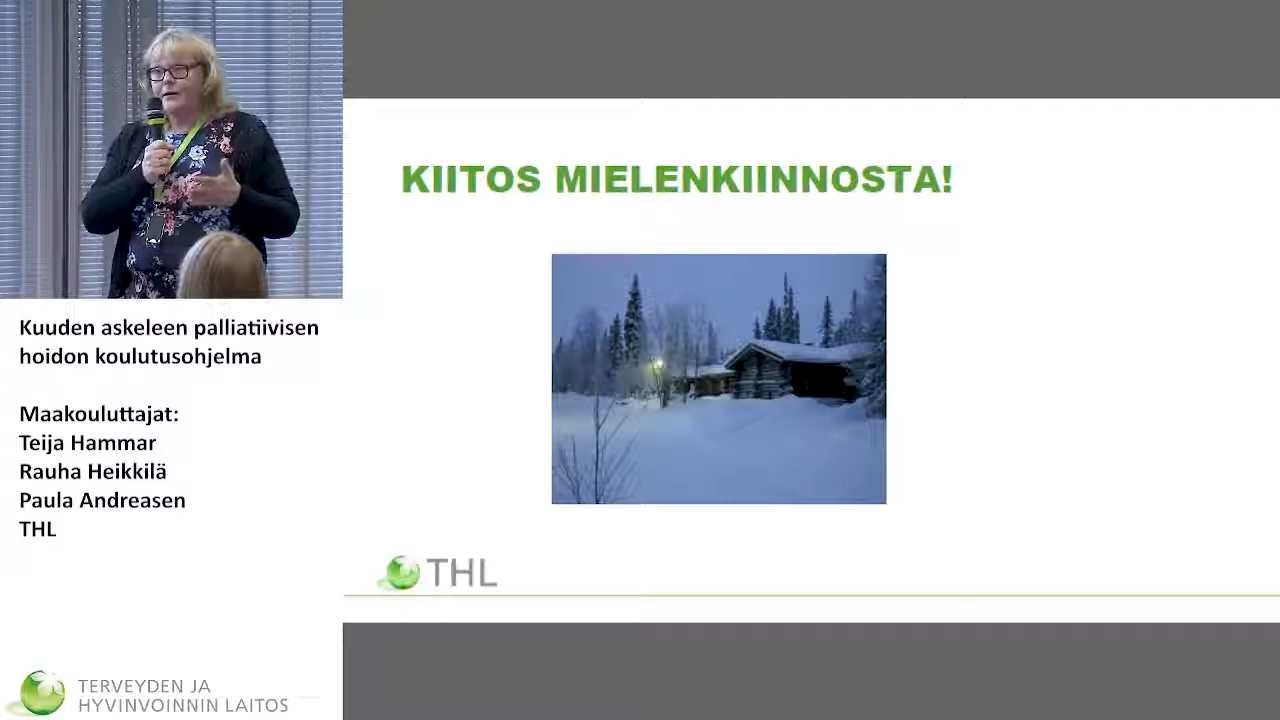 KIITOS MIELENKIINNOSTA!
Kuuden askeleen palliatiivisen
hoidon koulutusohjelma
Maakouluttajat:
Teija Hammar
Rauha Heikkilä
Paula Andreasen
THL
THL
TERVEYDEN JA
HYVINVOINNIN LAITOS